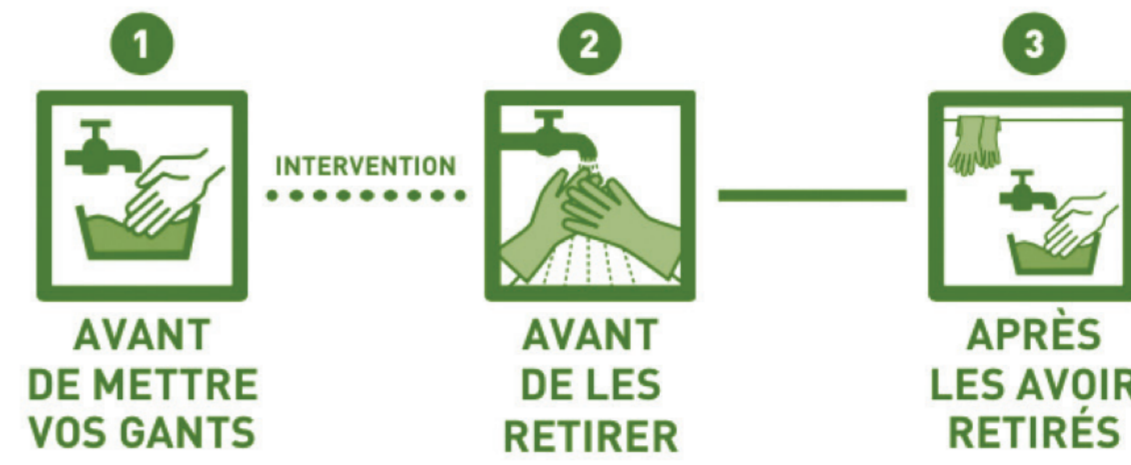 1
AVANT
DE METTRE
VOS GANTS
INTERVENTION
2
AVANT
DE LES
RETIRER
3
APRÈS
LES AVOIR
RETIRÉS